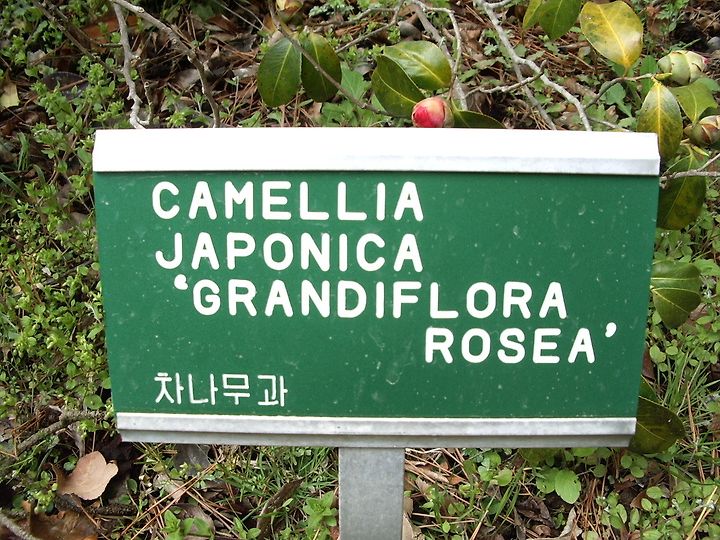 CAMELLIA
JAPONICA
‘GRANDIFLORA
ROSEA’
차나무과